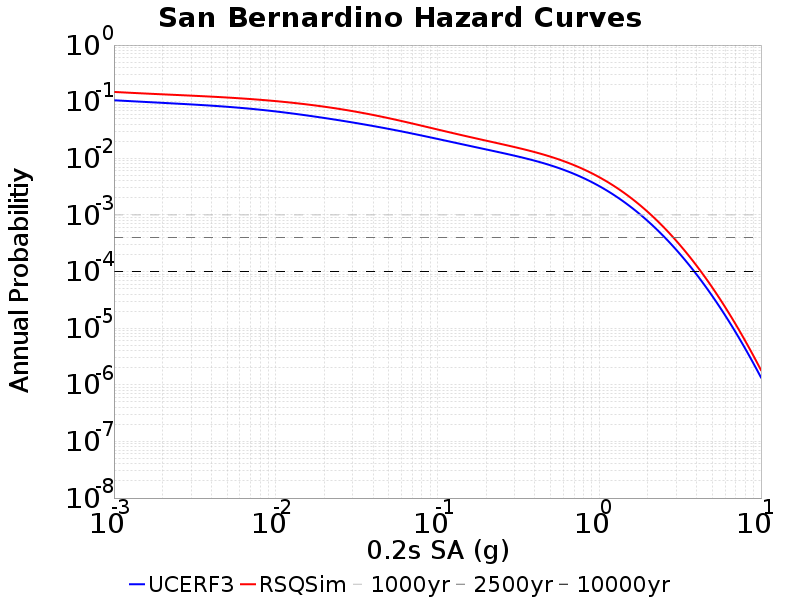 San Bernardino Hazard Curves
Annual Probabilitiy
10^0
10^-1
10^-2
10^-3
10^-4
10^-5
10^-6
10^-7
10^-8
10^-3 10^-2 10^-1 10^0 10^1
0.2s SA (g)
UCERF3 RSQSim 1000yr 2500yr 10000yr